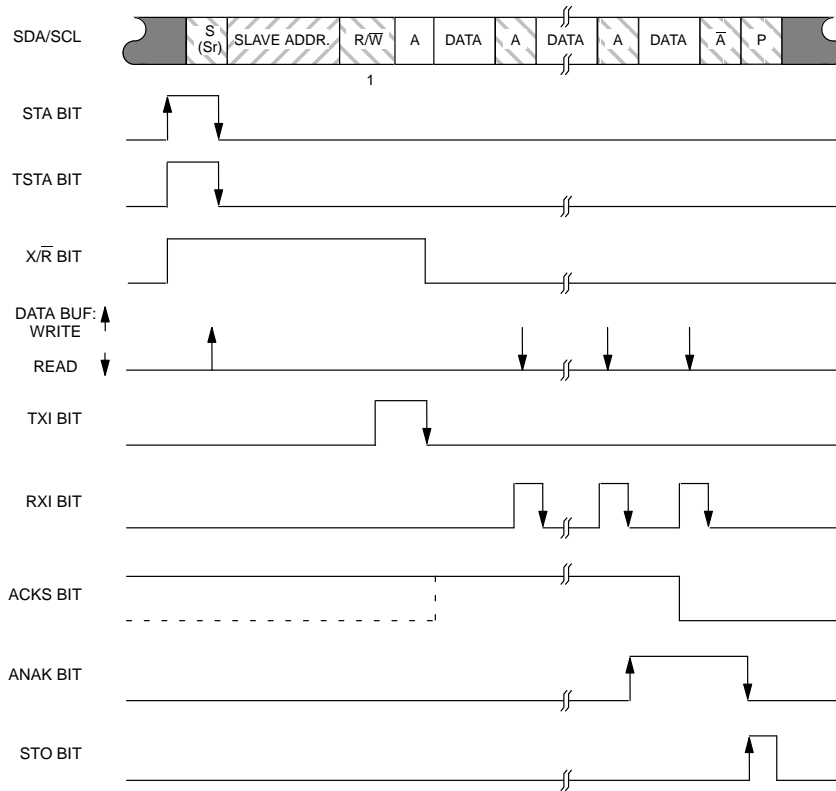 SDA/SCL
S (Sr) SLAVE ADDR. R/W̅ A DATA A DATA A DATA A̅ P
1
STA BIT
TSTA BIT
X/R̅ BIT
DATA BUF:
WRITE
READ
TXI BIT
RXI BIT
ACKS BIT
ANAK BIT
STO BIT